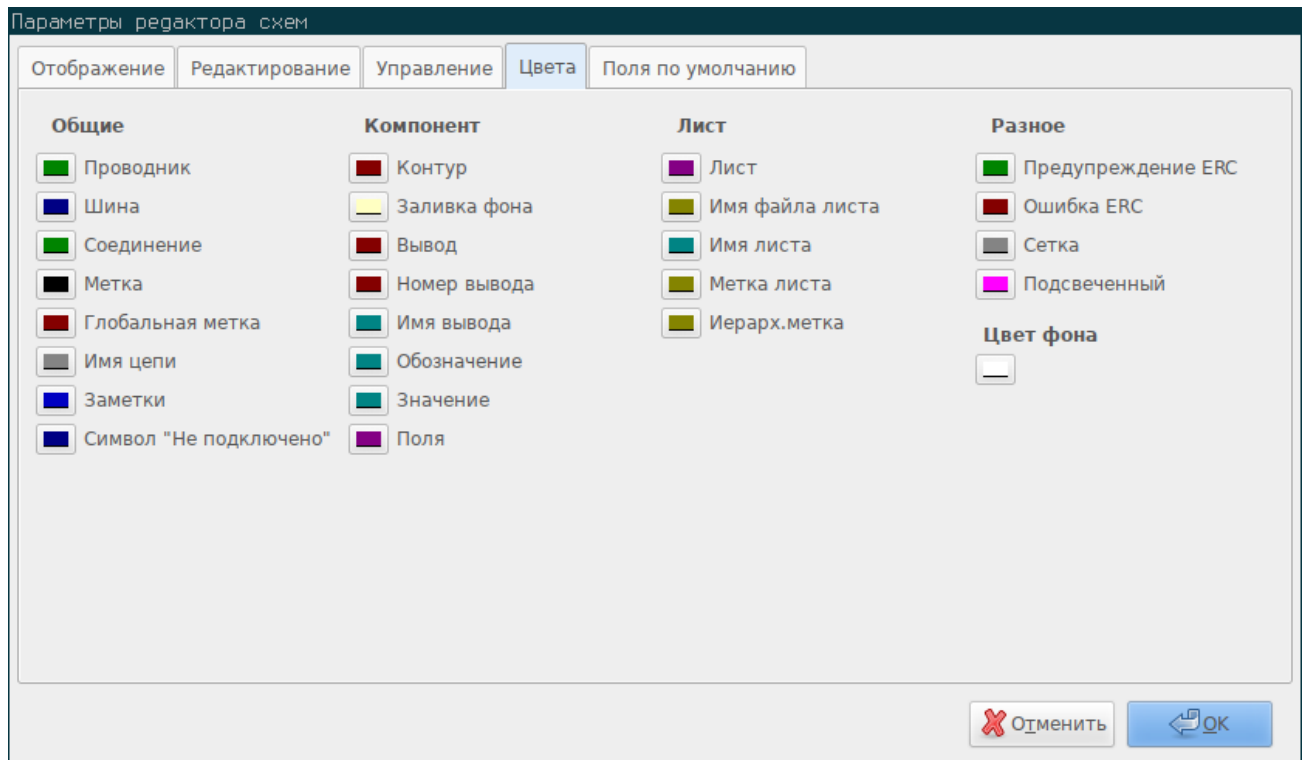 Параметры редактора схем
Отображение Редактирование Управление Цвета Поля по умолчанию
Общие Компонент Лист Разное
Проводник Контур Лист Предупреждение ERC
Шина Заливка фона Имя файла листа Ошибка ERC
Соединение Вывод Имя листа Сетка
Метка Номер вывода Метка листа Подсвеченный
Глобальная метка Имя вывода Иерарх.метка
Цвет фона
Имя цепи Обозначение
Заметки Значение
Символ "Не подключено" Поля
Отменить OK